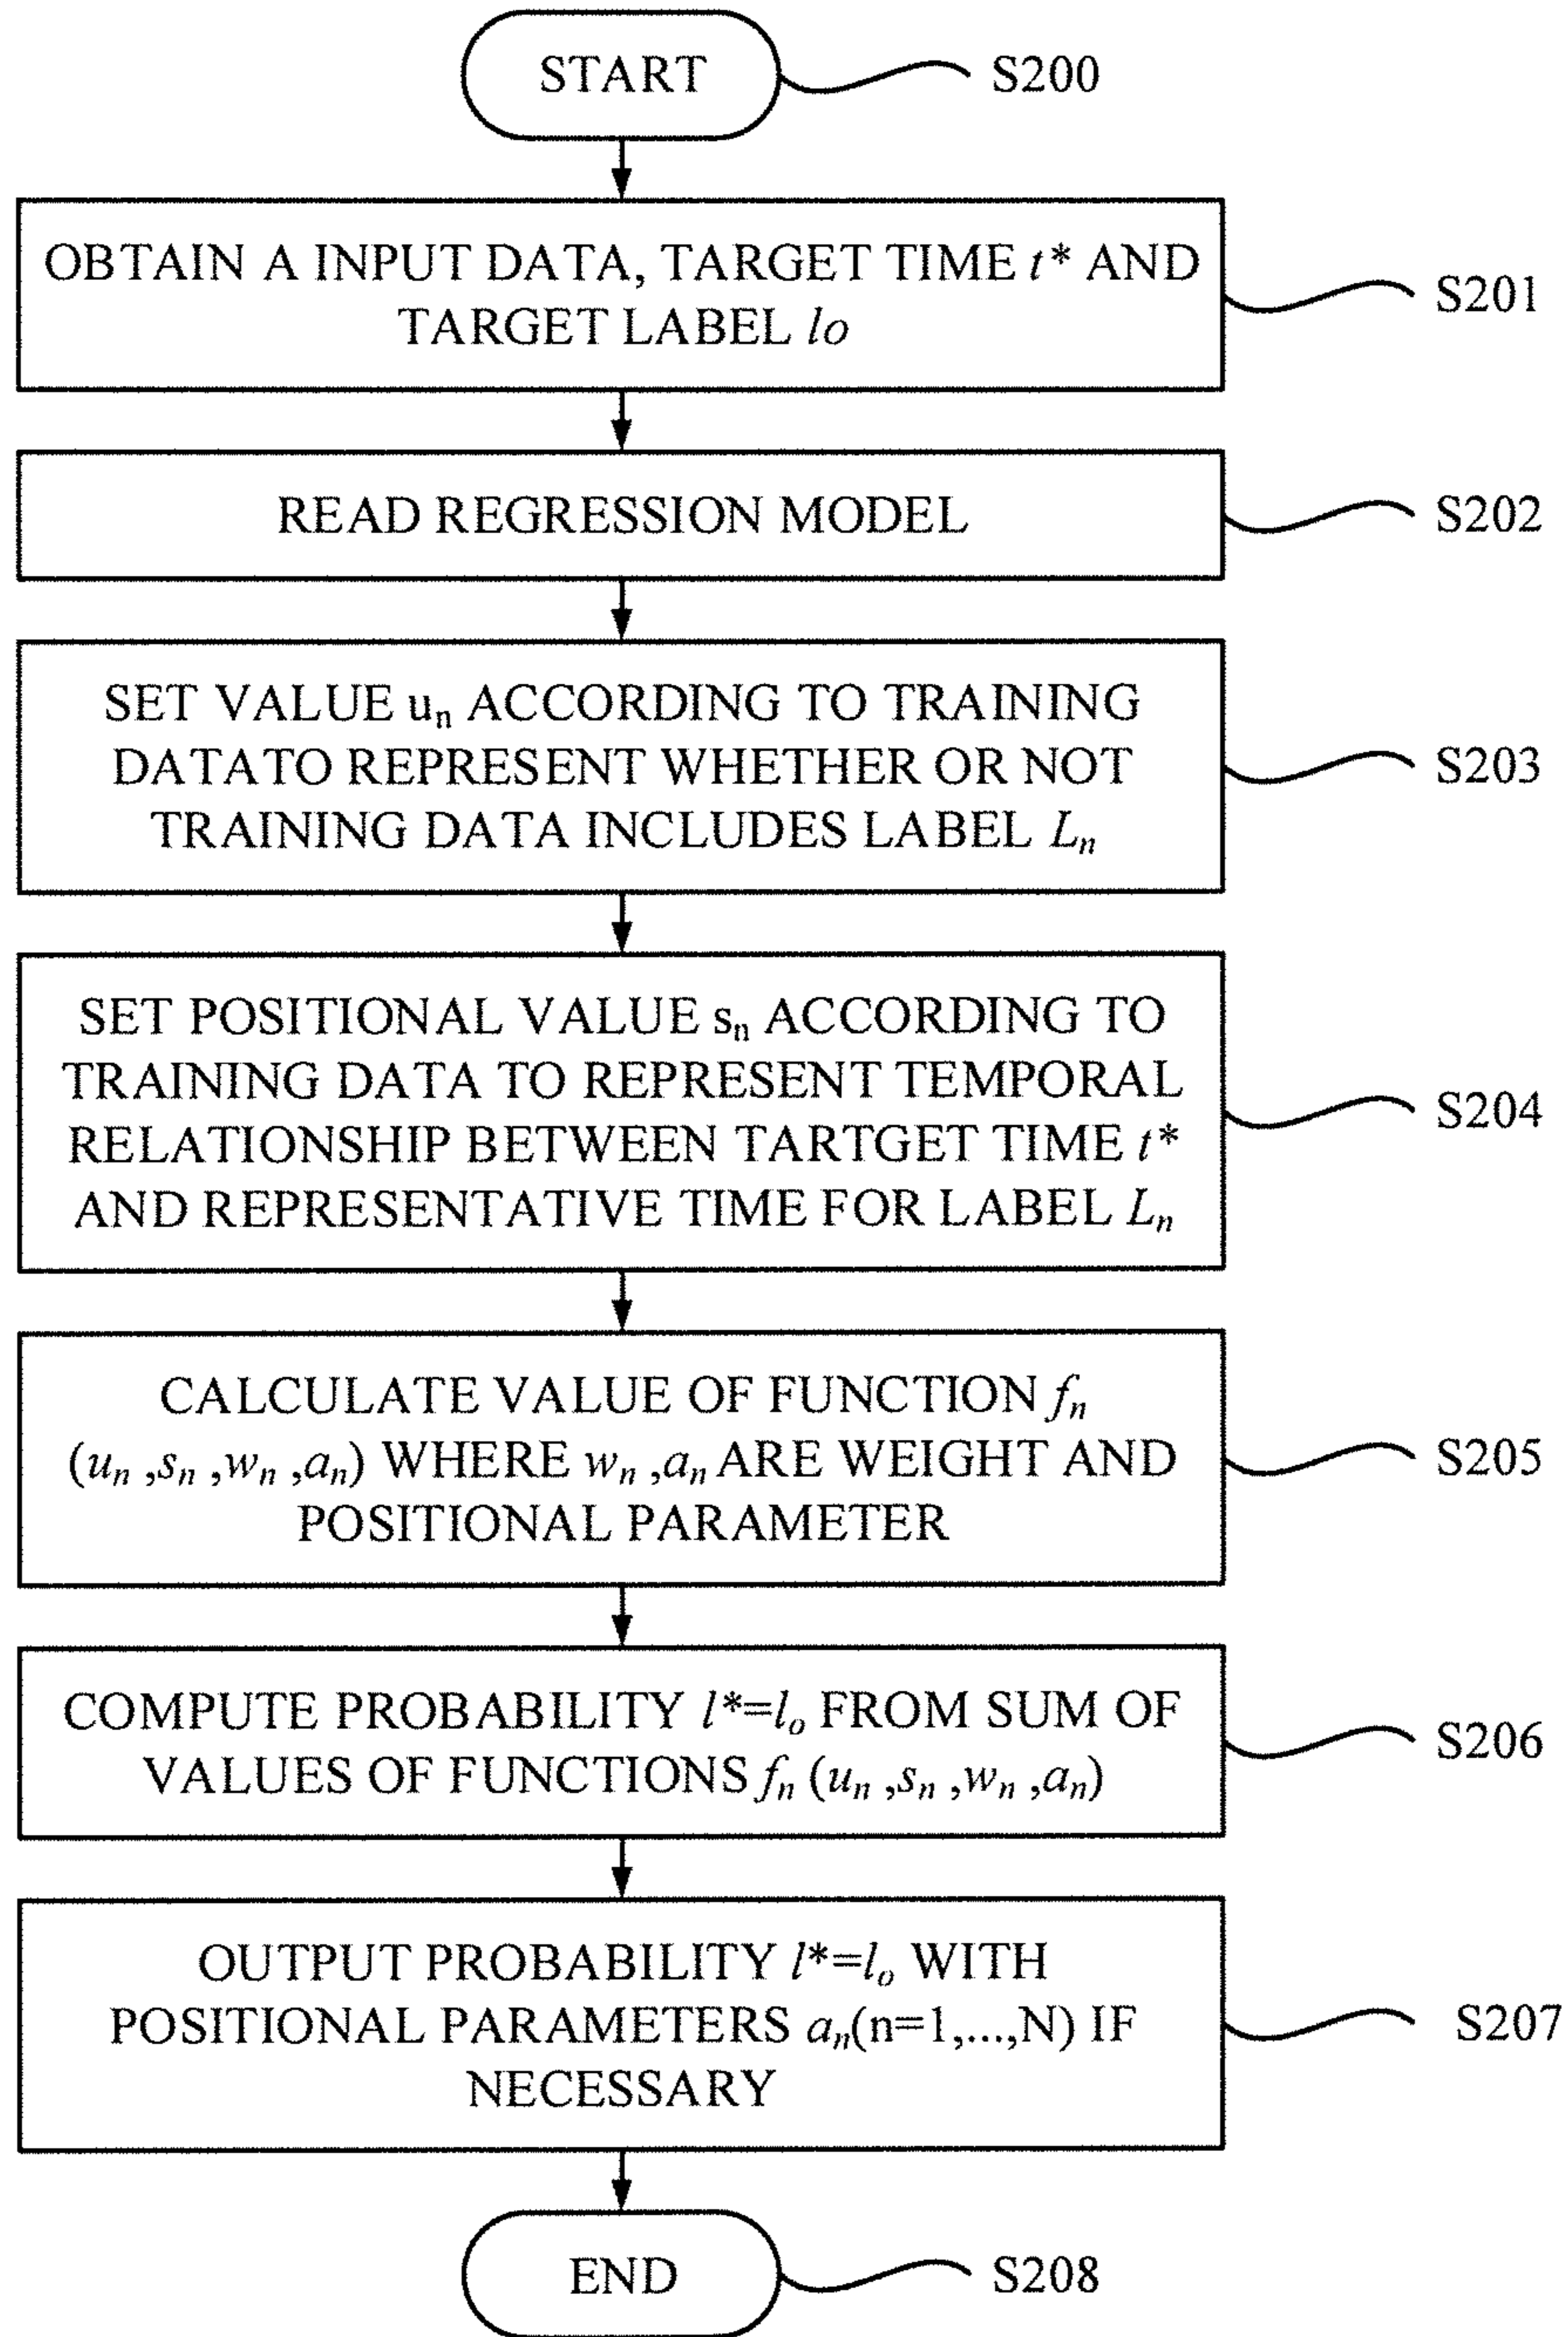 START
S200
OBTAIN A INPUT DATA, TARGET TIME t* AND
TARGET LABEL lo
S201
READ REGRESSION MODEL
S202
SET VALUE uₙ ACCORDING TO TRAINING
DATATO REPRESENT WHETHER OR NOT
TRAINING DATA INCLUDES LABEL Lₙ
S203
SET POSITIONAL VALUE sₙ ACCORDING TO
TRAINING DATA TO REPRESENT TEMPORAL
RELATIONSHIP BETWEEN TARTGET TIME t*
AND REPRESENTATIVE TIME FOR LABEL Lₙ
S204
CALCULATE VALUE OF FUNCTION fₙ
(uₙ ,sₙ ,wₙ ,aₙ) WHERE wₙ ,aₙ ARE WEIGHT AND
POSITIONAL PARAMETER
S205
COMPUTE PROBABILITY l*=lₒ FROM SUM OF
VALUES OF FUNCTIONS fₙ (uₙ ,sₙ ,wₙ ,aₙ)
S206
OUTPUT PROBABILITY l*=lₒ WITH
POSITIONAL PARAMETERS aₙ(n=1,...,N) IF
NECESSARY
S207
END
S208